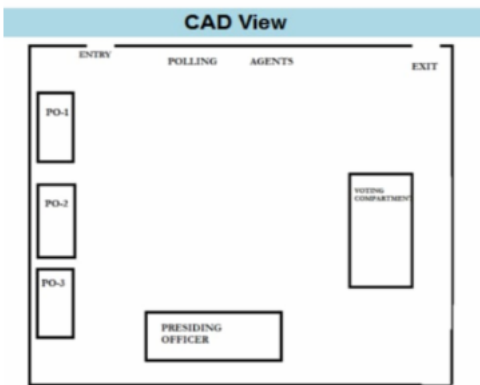 CAD View
ENTRY
POLLING AGENTS
EXIT
PO-1
VOTING
COMPARTMENT
PO-2
PO-3
PRESIDING
OFFICER